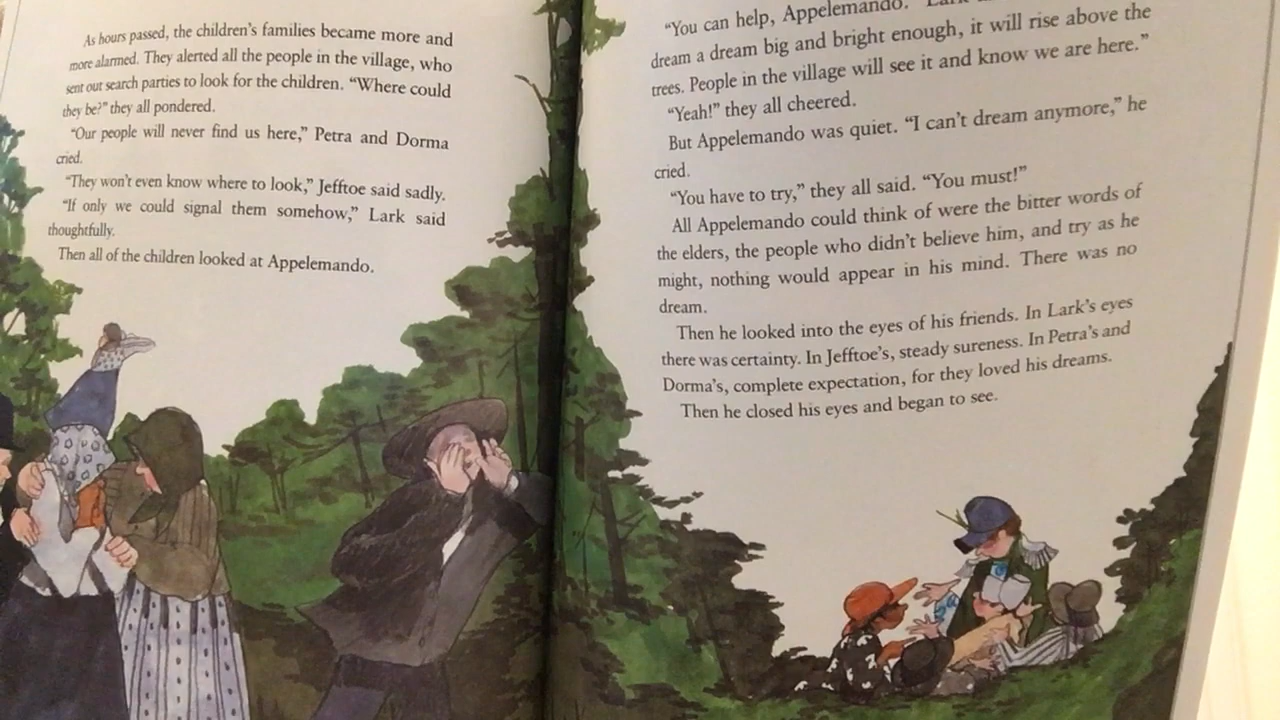 As hours passed, the children's families became more and
more alarmed. They alerted all the people in the village, who
sent out search parties to look for the children. “Where could
they be?” they all pondered.
“Our people will never find us here,” Petra and Dorma
cried.
“They won't even know where to look,” Jefftoe said sadly.
“If only we could signal them somehow,” Lark said
thoughtfully.
Then all of the children looked at Appelemando.
“You can help, Appelemando.” Lark
dream a dream big and bright enough, it will rise above the
trees. People in the village will see it and know we are here.”
“Yeah!” they all cheered.
But Appelemando was quiet. “I can't dream anymore,” he
cried.
“You have to try,” they all said. “You must!”
All Appelemando could think of were the bitter words of
the elders, the people who didn't believe him, and try as he
might, nothing would appear in his mind. There was no
dream.
Then he looked into the eyes of his friends. In Lark's eyes
there was certainty. In Jefftoe's, steady sureness. In Petra's and
Dorma's, complete expectation, for they loved his dreams.
Then he closed his eyes and began to see.